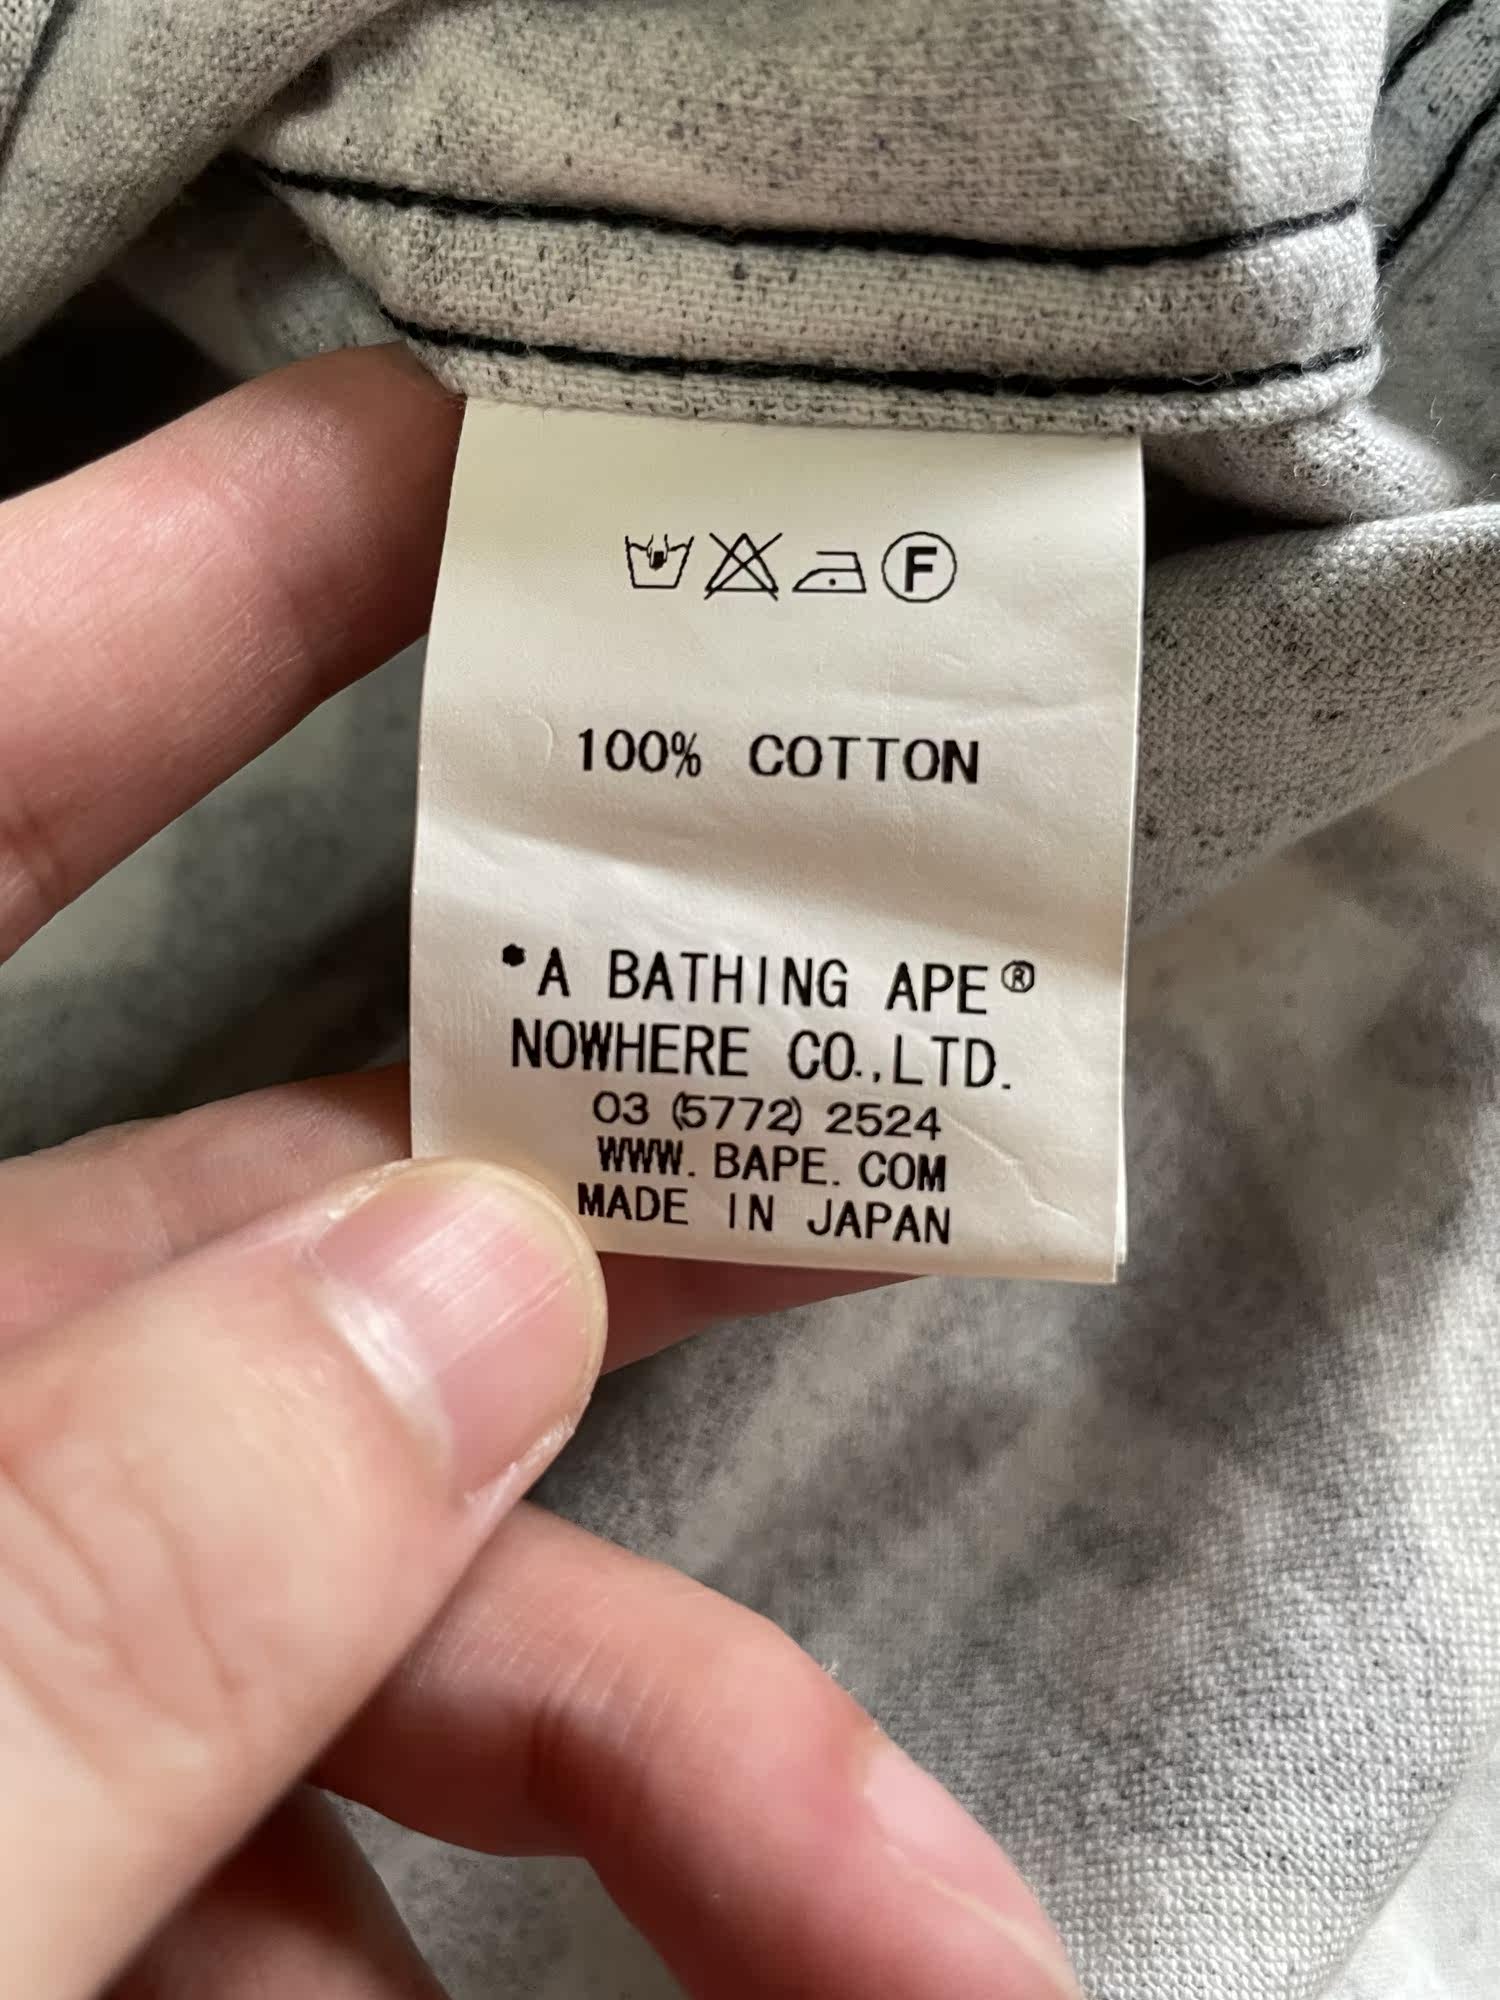 F
100% COTTON
*A BATHING APE®
NOWHERE CO.,LTD.
03 (5772) 2524
WWW. BAPE. COM
MADE IN JAPAN